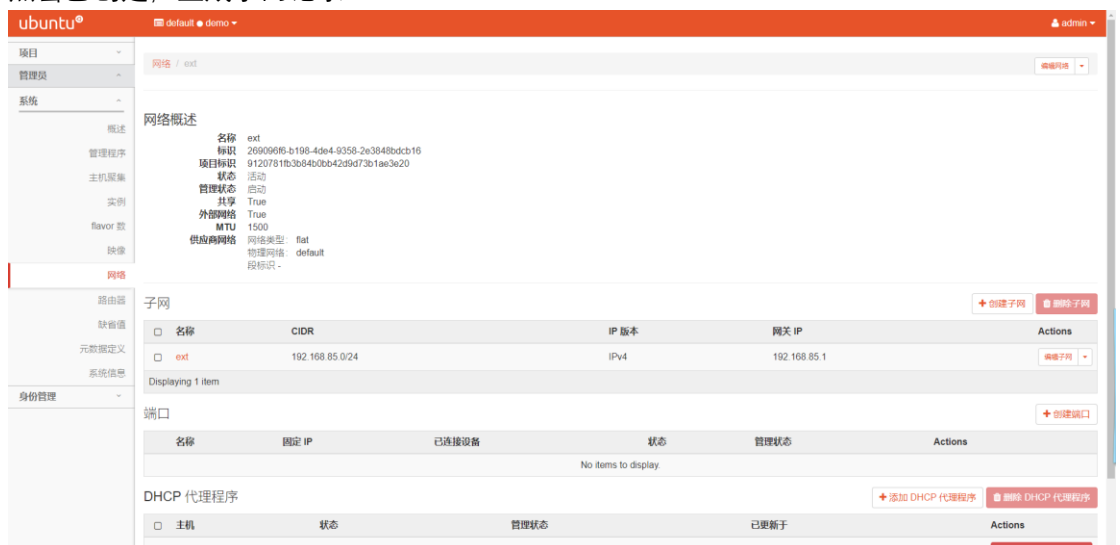 ubuntu®
default ● demo
admin
项目
网络 / ext
编辑网络
管理员
系统
概述
管理程序
主机聚集
实例
flavor 数
映像
网络
路由器
缺省值
元数据定义
系统信息
身份管理
网络概述
名称 ext
标识 269096f6-b198-4de4-9358-2e3848bdcb16
项目标识 9120781fb3b84b0bb42d9d73b1ae3e20
状态 活动
管理状态 启动
共享 True
外部网络 True
MTU 1500
供应商网络 网络类型: flat
物理网络: default
段标识 -
子网
+ 创建子网 删除子网
名称 CIDR IP 版本 网关 IP Actions
ext 192.168.85.0/24 IPv4 192.168.85.1 编辑子网
Displaying 1 item
端口
+ 创建端口
名称 固定 IP 已连接设备 状态 管理状态 Actions
No items to display.
DHCP 代理程序
+ 添加 DHCP 代理程序 删除 DHCP 代理程序
主机 状态 管理状态 已更新于 Actions